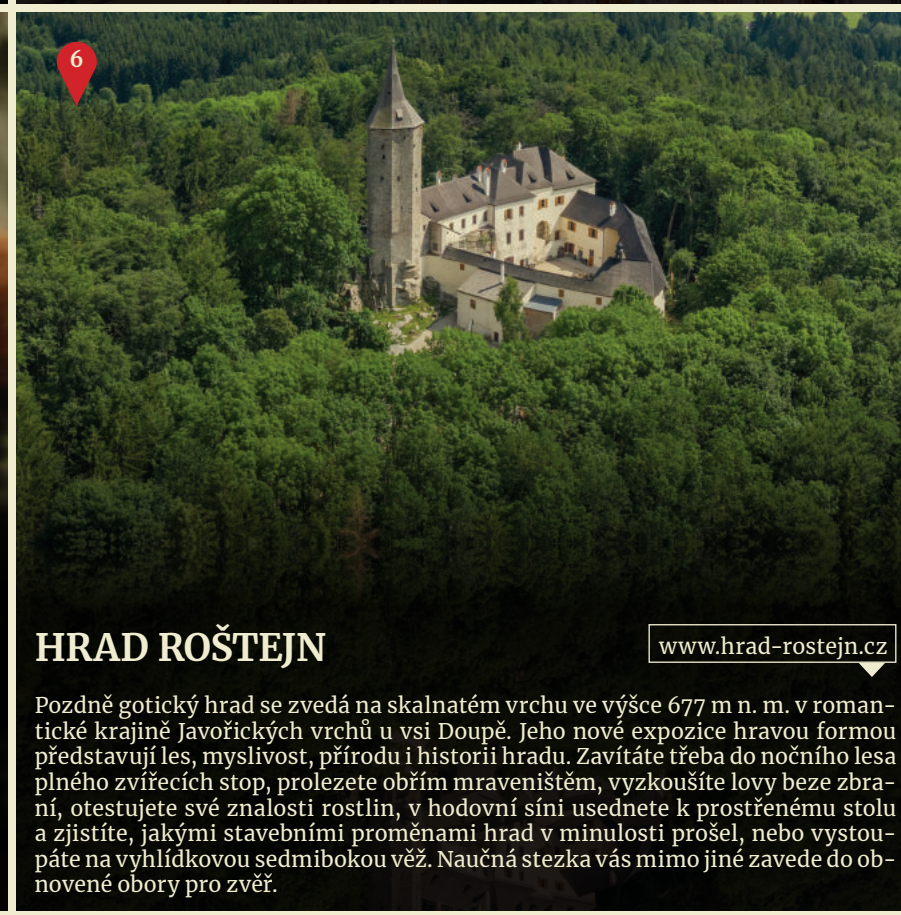 6
HRAD ROŠTEJN
www.hrad-rostejn.cz
Pozdně gotický hrad se zvedá na skalnatém vrchu ve výšce 677 m n. m. v roman-
tické krajině Javořických vrchů u vsi Doupě. Jeho nové expozice hravou formou
představují les, myslivost, přírodu i historii hradu. Zavítáte třeba do nočního lesa
plného zvířecích stop, prolezete obřím mraveništěm, vyzkoušíte lovy beze zbra-
ní, otestujete své znalosti rostlin, v hodovní síni usednete k prostřenému stolu
a zjistíte, jakými stavebními proměnami hrad v minulosti prošel, nebo vystou-
páte na vyhlídkovou sedmibokou věž. Naučná stezka vás mimo jiné zavede do ob-
novené obory pro zvěř.